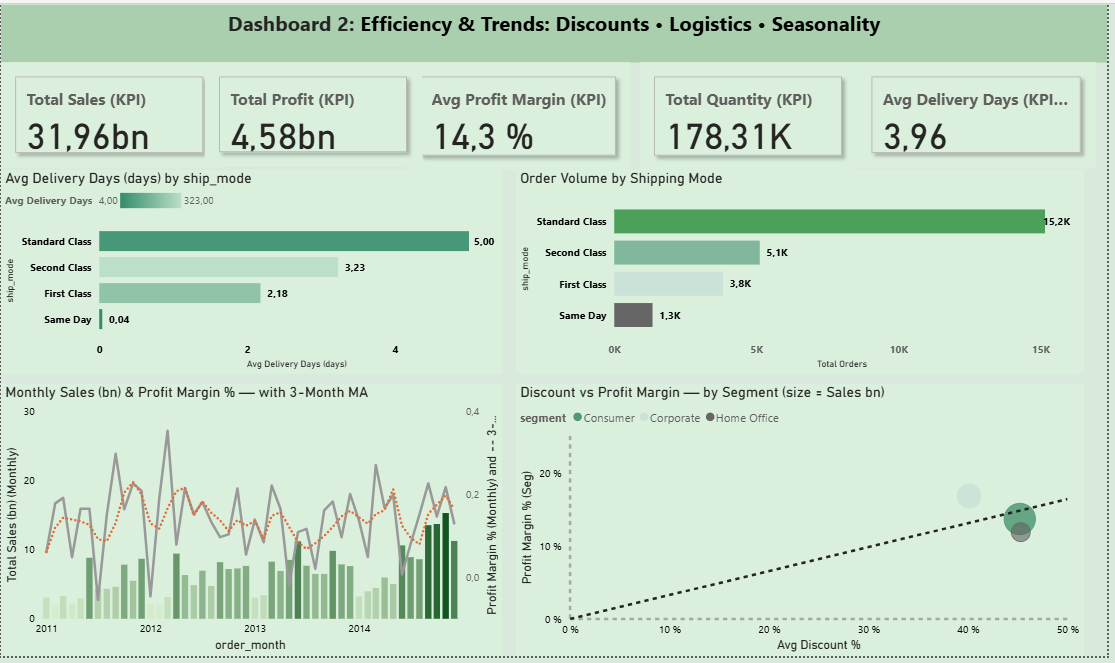 Dashboard 2: Efficiency & Trends: Discounts • Logistics • Seasonality
Total Sales (KPI)
31,96bn
Total Profit (KPI)
4,58bn
Avg Profit Margin (KPI)
14,3 %
Total Quantity (KPI)
178,31K
Avg Delivery Days (KPI...
3,96
Avg Delivery Days (days) by ship_mode
Avg Delivery Days 4,00 323,00
ship_mode
Standard Class 5,00
Second Class 3,23
First Class 2,18
Same Day 0,04
0 2 4
Avg Delivery Days (days)
Order Volume by Shipping Mode
ship_mode
Standard Class 15,2K
Second Class 5,1K
First Class 3,8K
Same Day 1,3K
0K 5K 10K 15K
Total Orders
Monthly Sales (bn) & Profit Margin % — with 3-Month MA
Total Sales (bn) (Monthly)
30
20
10
0
0,4
0,2
0,0
Profit Margin % (Monthly) and -- 3-...
2011 2012 2013 2014
order_month
Discount vs Profit Margin — by Segment (size = Sales bn)
segment Consumer Corporate Home Office
Profit Margin % (Seg)
20 %
10 %
0 %
0 % 10 % 20 % 30 % 40 % 50 %
Avg Discount %